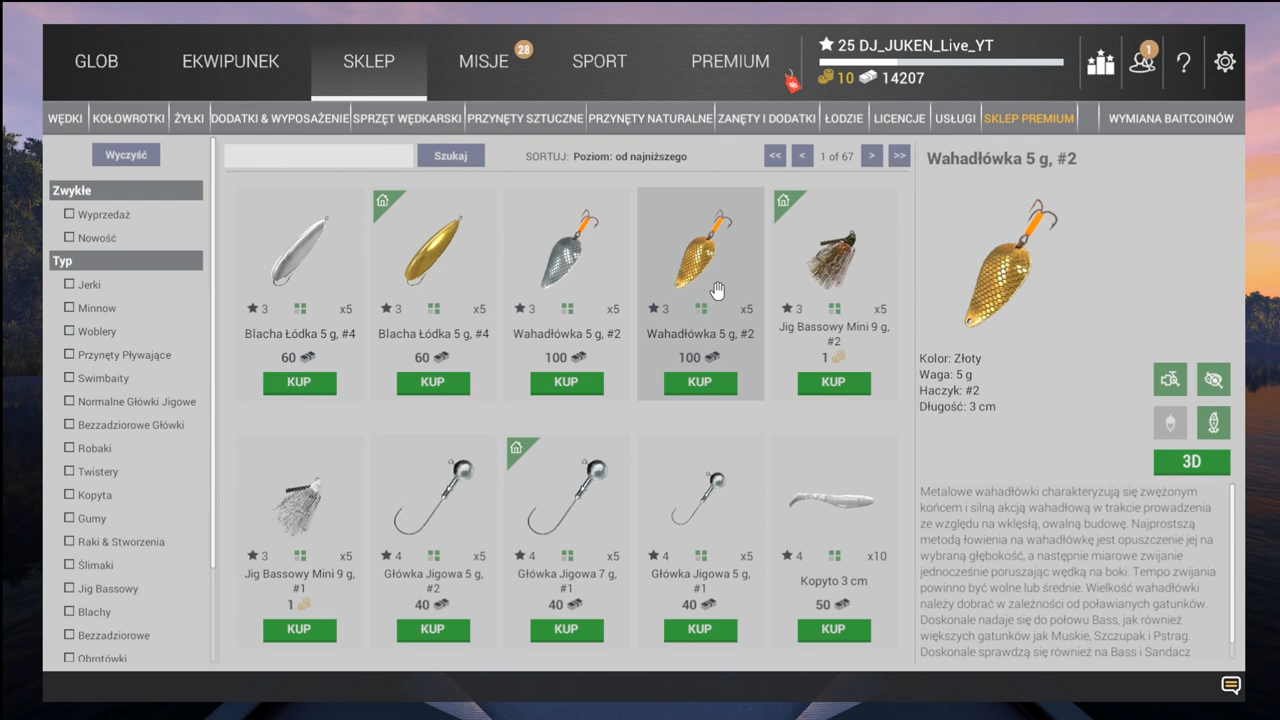 GLOB EKWIPUNEK SKLEP MISJE 28 SPORT PREMIUM
25 DJ_JUKEN_Live_YT
10 14207
1
?
WĘDKI KOŁOWROTKI ŻYŁKI DODATKI & WYPOSAŻENIE SPRZĘT WĘDKARSKI PRZYNĘTY SZTUCZNE PRZYNĘTY NATURALNE ZANĘTY I DODATKI ŁODZIE LICENCJE USŁUGI SKLEP PREMIUM WYMIANA BAITCOINÓW
Wyczyść
Zwykłe
Wyprzedaż
Nowość
Typ
Jerki
Minnow
Woblery
Przynęty Pływające
Swimbaity
Normalne Główki Jigowe
Bezzadziorowe Główki
Robaki
Twistery
Kopyta
Gumy
Raki & Stworzenia
Ślimaki
Jig Bassowy
Blachy
Bezzadziorowe
Obrotówki
Szukaj
SORTUJ: Poziom: od najniższego
<< < 1 of 67 > >>
3 x5
Blacha Łódka 5 g, #4
60
KUP
3 x5
Blacha Łódka 5 g, #4
60
KUP
3 x5
Wahadłówka 5 g, #2
100
KUP
3 x5
Wahadłówka 5 g, #2
100
KUP
3 x5
Jig Bassowy Mini 9 g,
#2
1
KUP
3 x5
Jig Bassowy Mini 9 g,
#1
1
KUP
4 x5
Główka Jigowa 5 g,
#2
40
KUP
4 x5
Główka Jigowa 7 g,
#1
40
KUP
4 x5
Główka Jigowa 5 g,
#1
40
KUP
4 x10
Kopyto 3 cm
50
KUP
Wahadłówka 5 g, #2
Kolor: Złoty
Waga: 5 g
Haczyk: #2
Długość: 3 cm
3D
Metalowe wahadłówki charakteryzują się zwężonym
końcem i silną akcją wahadłową w trakcie prowadzenia
ze względu na wklęsłą, owalną budowę. Najprostszą
metodą łowienia na wahadłówkę jest opuszczenie jej na
wybraną głębokość, a następnie miarowe zwijanie
jednocześnie poruszając wędką na boki. Tempo zwijania
powinno być wolne lub średnie. Wielkość wahadłówki
należy dobrać w zależności od poławianych gatunków.
Doskonale nadaje się do połowu Bass, jak również
większych gatunków jak Muskie, Szczupak i Pstrąg.
Doskonale sprawdzą się również na Bass i Sandacz